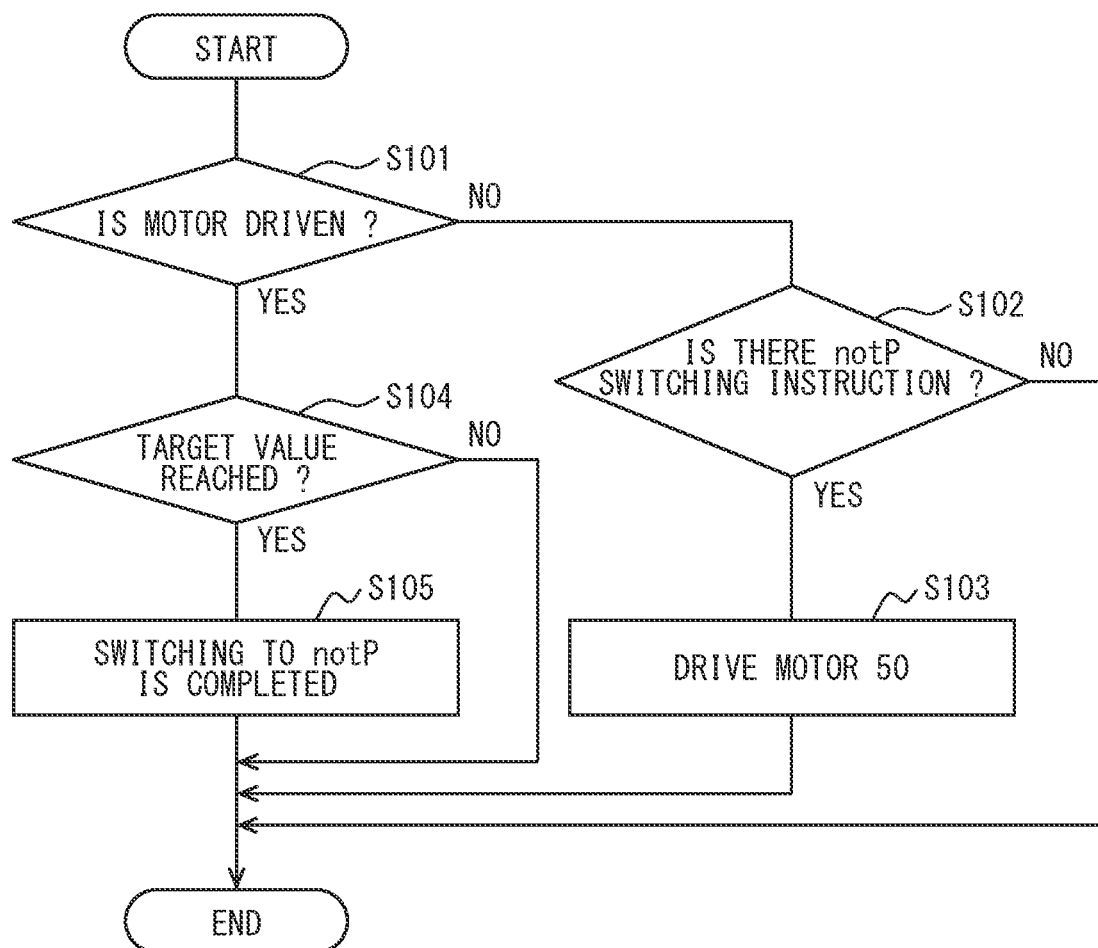 START
S101
IS MOTOR DRIVEN ?
NO
YES
S102
IS THERE notP
SWITCHING INSTRUCTION ?
NO
YES
S104
TARGET VALUE
REACHED ?
NO
YES
S105
SWITCHING TO notP
IS COMPLETED
S103
DRIVE MOTOR 50
END